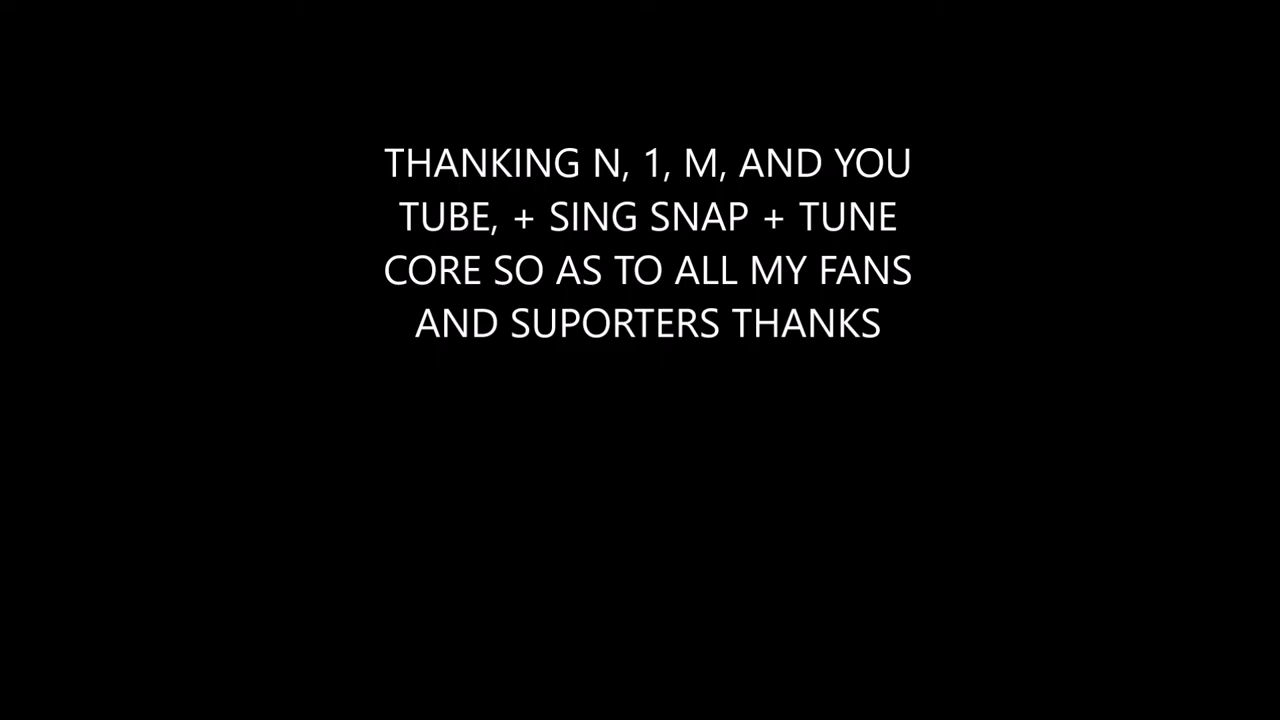 THANKING N, 1, M, AND YOU
TUBE, + SING SNAP + TUNE
CORE SO AS TO ALL MY FANS
AND SUPORTERS THANKS